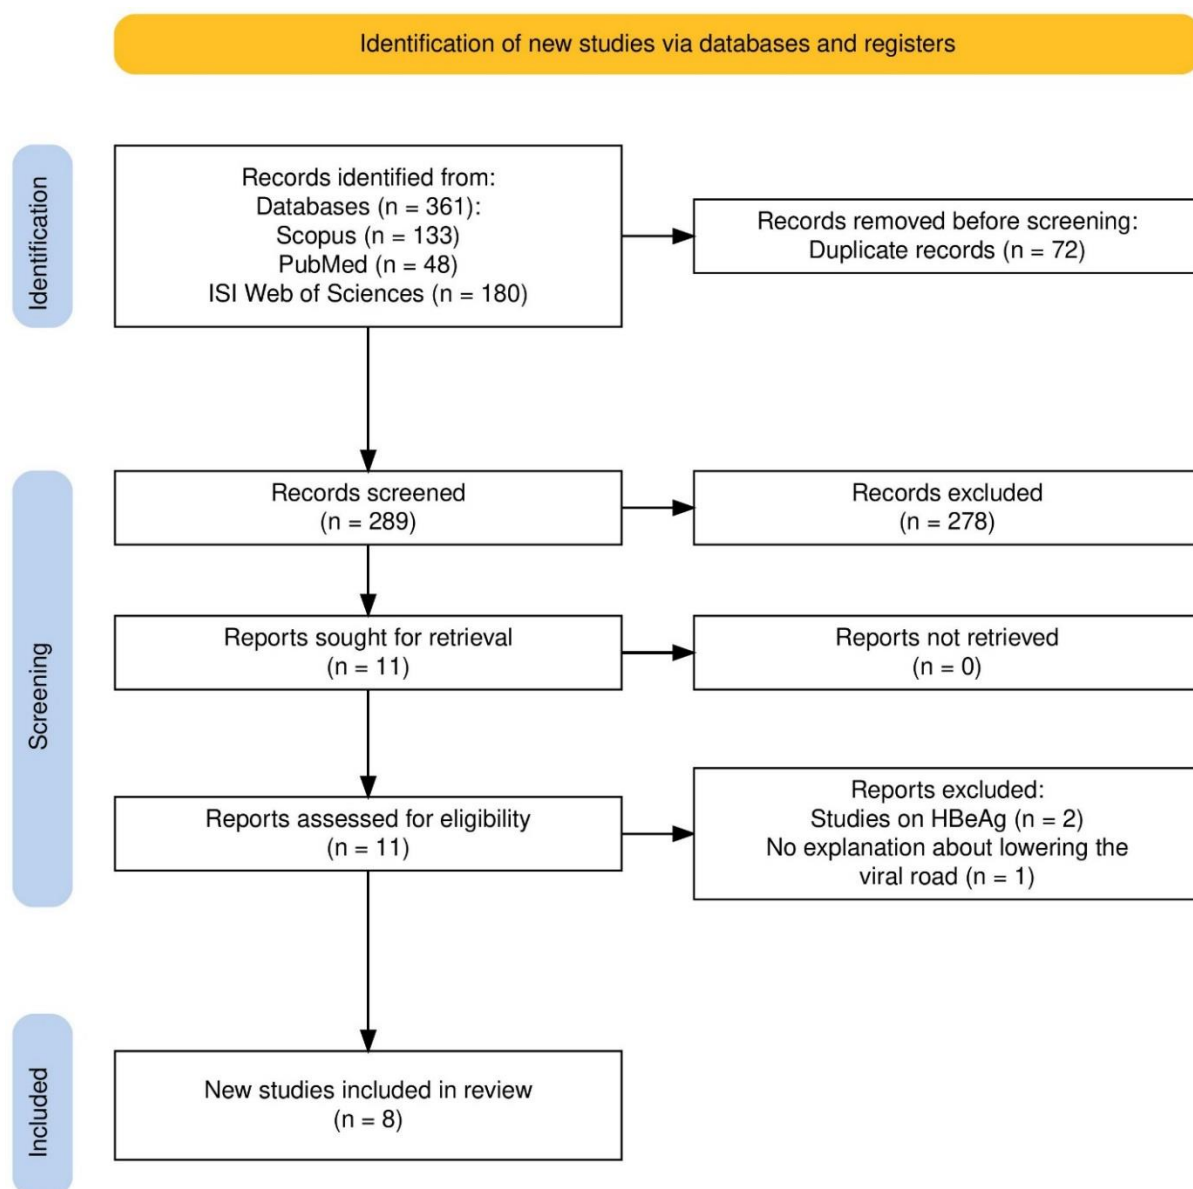 Identification of new studies via databases and registers
Identification
Records identified from:
Databases (n = 361):
Scopus (n = 133)
PubMed (n = 48)
ISI Web of Sciences (n = 180)
Records removed before screening:
Duplicate records (n = 72)
Screening
Records screened
(n = 289)
Records excluded
(n = 278)
Reports sought for retrieval
(n = 11)
Reports not retrieved
(n = 0)
Reports assessed for eligibility
(n = 11)
Reports excluded:
Studies on HBeAg (n = 2)
No explanation about lowering the
viral road (n = 1)
Included
New studies included in review
(n = 8)